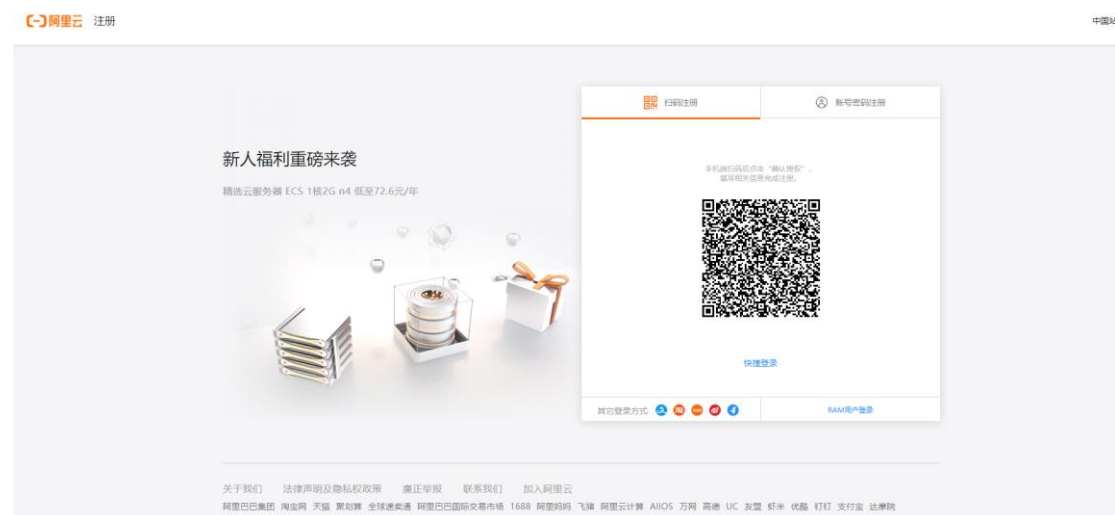 阿里云 注册
中国站
扫码注册
账号密码注册
新人福利重磅来袭
精选云服务器 ECS 1核2G n4 低至72.6元/年
手机端扫码后点击“确认授权”，
填写相关信息完成注册。
快捷登录
其它登录方式
RAM用户登录
关于我们 法律声明及隐私权政策 廉正举报 联系我们 加入阿里云
阿里巴巴集团 淘宝网 天猫 聚划算 全球速卖通 阿里巴巴国际交易市场 1688 阿里妈妈 飞猪 阿里云计算 AliOS 万网 高德 UC 友盟 虾米 优酷 钉钉 支付宝 达摩院